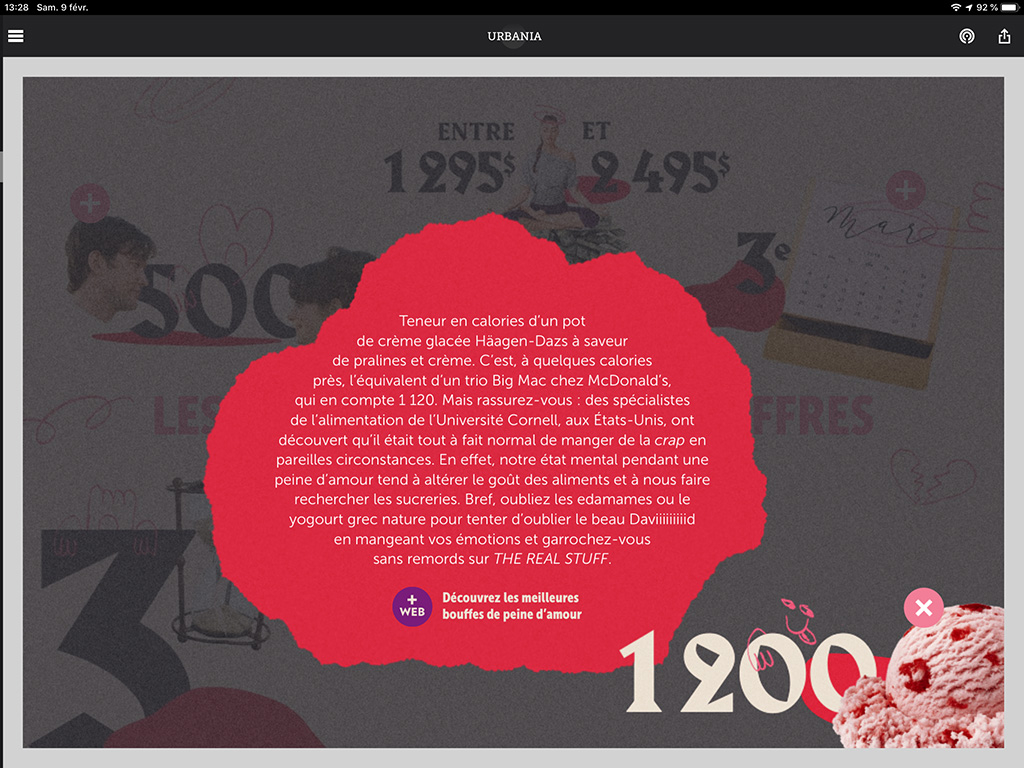 13:28 Sam. 9 févr.
92 %
URBANIA
ENTRE ET
1 295$ 2 495$
Mar
3e
500
Teneur en calories d’un pot
de crème glacée Häagen-Dazs à saveur
de pralines et crème. C’est, à quelques calories
près, l’équivalent d’un trio Big Mac chez McDonald’s,
qui en compte 1 120. Mais rassurez-vous : des spécialistes
de l’alimentation de l’Université Cornell, aux États-Unis, ont
découvert qu’il était tout à fait normal de manger de la crap en
pareilles circonstances. En effet, notre état mental pendant une
peine d’amour tend à altérer le goût des aliments et à nous faire
rechercher les sucreries. Bref, oubliez les edamames ou le
yogourt grec nature pour tenter d’oublier le beau Daviiiiiiiiid
en mangeant vos émotions et garrochez-vous
sans remords sur THE REAL STUFF.
LES FFRES
+
WEB
Découvrez les meilleures
bouffes de peine d’amour
3
1200